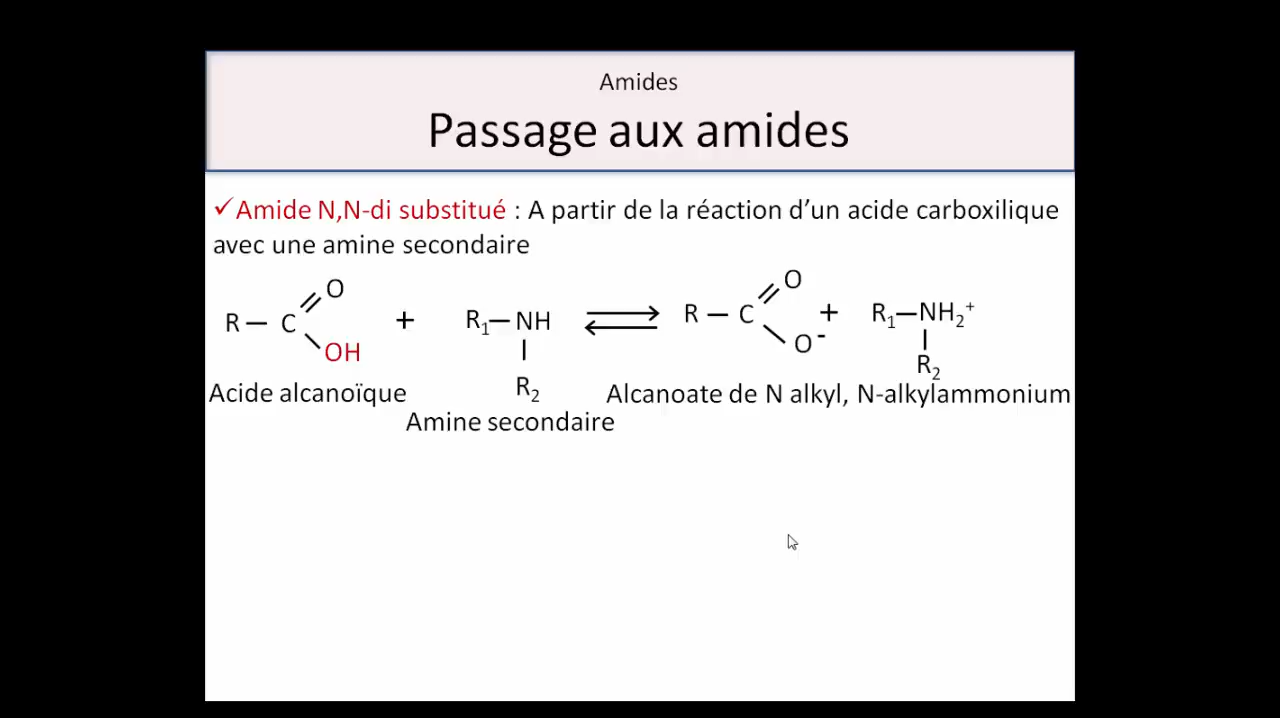 Amides
Passage aux amides
✓Amide N,N-di substitué : A partir de la réaction d’un acide carboxilique
avec une amine secondaire
O
R — C
OH
+
R₁—NH
R₂
⇌
O
R — C
O⁻
+
R₁—NH₂⁺
R₂
Acide alcanoïque
Amine secondaire
Alcanoate de N alkyl, N-alkylammonium